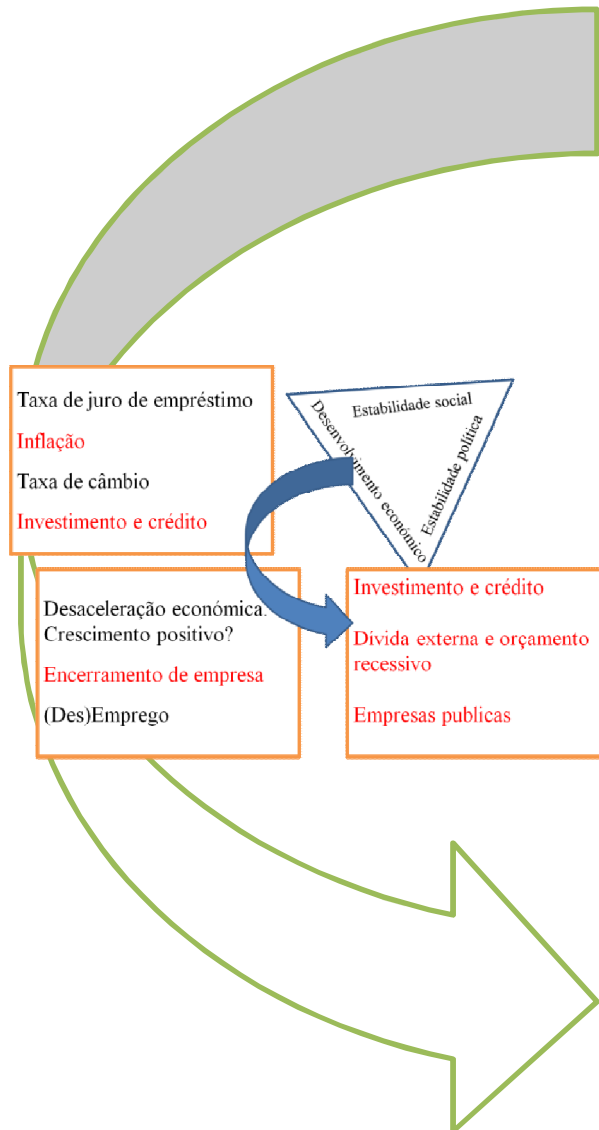 Taxa de juro de empréstimo
Inflação
Taxa de câmbio
Investimento e crédito
Estabilidade social
Desenvolvimento económico
Estabilidade política
Desaceleração económica.
Crescimento positivo?
Encerramento de empresa
(Des)Emprego
Investimento e crédito
Dívida externa e orçamento
recessivo
Empresas publicas